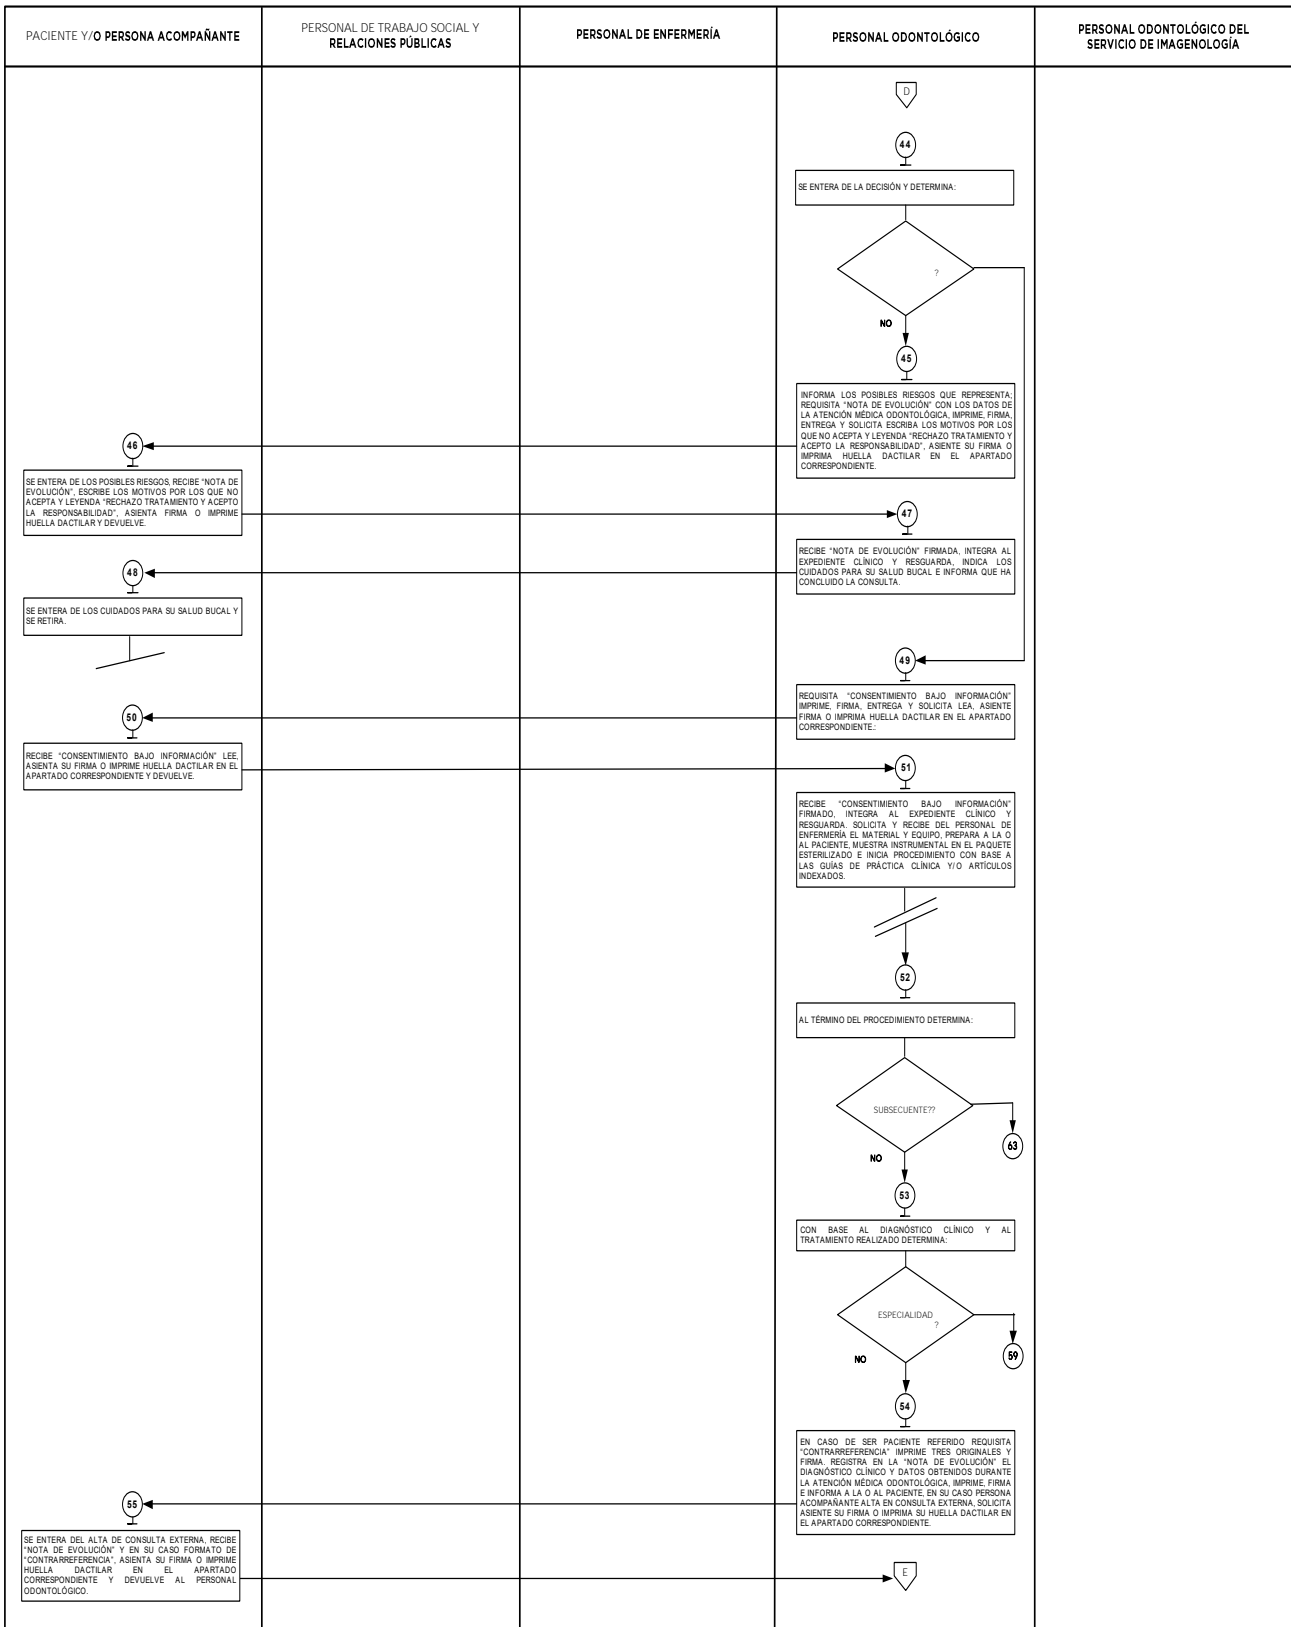 PACIENTE Y/O PERSONA ACOMPAÑANTE
PERSONAL DE TRABAJO SOCIAL Y
RELACIONES PÚBLICAS
PERSONAL DE ENFERMERÍA
PERSONAL ODONTOLÓGICO
PERSONAL ODONTOLÓGICO DEL
SERVICIO DE IMAGENOLOGÍA
D
44
SE ENTERA DE LA DECISIÓN Y DETERMINA:
?
NO
45
INFORMA LOS POSIBLES RIESGOS QUE REPRESENTA;
REQUISITA "NOTA DE EVOLUCIÓN" CON LOS DATOS DE
LA ATENCIÓN MÉDICA ODONTOLÓGICA, IMPRIME, FIRMA,
ENTREGA Y SOLICITA ESCRIBA LOS MOTIVOS POR LOS
QUE NO ACEPTA Y LEYENDA "RECHAZO TRATAMIENTO Y
ACEPTO LA RESPONSABILIDAD", ASIENTE SU FIRMA O
IMPRIMA HUELLA DACTILAR EN EL APARTADO
CORRESPONDIENTE.
46
SE ENTERA DE LOS POSIBLES RIESGOS, RECIBE "NOTA DE
EVOLUCIÓN", ESCRIBE LOS MOTIVOS POR LOS QUE NO
ACEPTA Y LEYENDA "RECHAZO TRATAMIENTO Y ACEPTO
LA RESPONSABILIDAD", ASIENTA FIRMA O IMPRIME
HUELLA DACTILAR Y DEVUELVE.
47
RECIBE "NOTA DE EVOLUCIÓN" FIRMADA, INTEGRA AL
EXPEDIENTE CLÍNICO Y RESGUARDA, INDICA LOS
CUIDADOS PARA SU SALUD BUCAL E INFORMA QUE HA
CONCLUIDO LA CONSULTA.
48
SE ENTERA DE LOS CUIDADOS PARA SU SALUD BUCAL Y
SE RETIRA.
49
REQUISITA "CONSENTIMIENTO BAJO INFORMACIÓN"
IMPRIME, FIRMA, ENTREGA Y SOLICITA LEA, ASIENTE
FIRMA O IMPRIMA HUELLA DACTILAR EN EL APARTADO
CORRESPONDIENTE.:
50
RECIBE "CONSENTIMIENTO BAJO INFORMACIÓN" LEE,
ASIENTA SU FIRMA O IMPRIME HUELLA DACTILAR EN EL
APARTADO CORRESPONDIENTE Y DEVUELVE.
51
RECIBE "CONSENTIMIENTO BAJO INFORMACIÓN"
FIRMADO, INTEGRA AL EXPEDIENTE CLÍNICO Y
RESGUARDA. SOLICITA Y RECIBE DEL PERSONAL DE
ENFERMERÍA EL MATERIAL Y EQUIPO, PREPARA A LA O
AL PACIENTE, MUESTRA INSTRUMENTAL EN EL PAQUETE
ESTERILIZADO E INICIA PROCEDIMIENTO CON BASE A
LAS GUÍAS DE PRÁCTICA CLÍNICA Y/O ARTÍCULOS
INDEXADOS.
52
AL TÉRMINO DEL PROCEDIMIENTO DETERMINA:
SUBSECUENTE??
63
NO
53
CON BASE AL DIAGNÓSTICO CLÍNICO Y AL
TRATAMIENTO REALIZADO DETERMINA:
ESPECIALIDAD
?
59
NO
54
EN CASO DE SER PACIENTE REFERIDO REQUISITA
"CONTRARREFERENCIA" IMPRIME TRES ORIGINALES Y
FIRMA. REGISTRA EN LA "NOTA DE EVOLUCIÓN" EL
DIAGNÓSTICO CLÍNICO Y DATOS OBTENIDOS DURANTE
LA ATENCIÓN MÉDICA ODONTOLÓGICA, IMPRIME, FIRMA
E INFORMA A LA O AL PACIENTE, EN SU CASO PERSONA
ACOMPAÑANTE ALTA EN CONSULTA EXTERNA, SOLICITA
ASIENTE SU FIRMA O IMPRIMA SU HUELLA DACTILAR EN
EL APARTADO CORRESPONDIENTE.
55
SE ENTERA DEL ALTA DE CONSULTA EXTERNA, RECIBE
"NOTA DE EVOLUCIÓN" Y EN SU CASO FORMATO DE
"CONTRARREFERENCIA", ASIENTA SU FIRMA O IMPRIME
HUELLA DACTILAR EN EL APARTADO
CORRESPONDIENTE Y DEVUELVE AL PERSONAL
ODONTOLÓGICO.
E